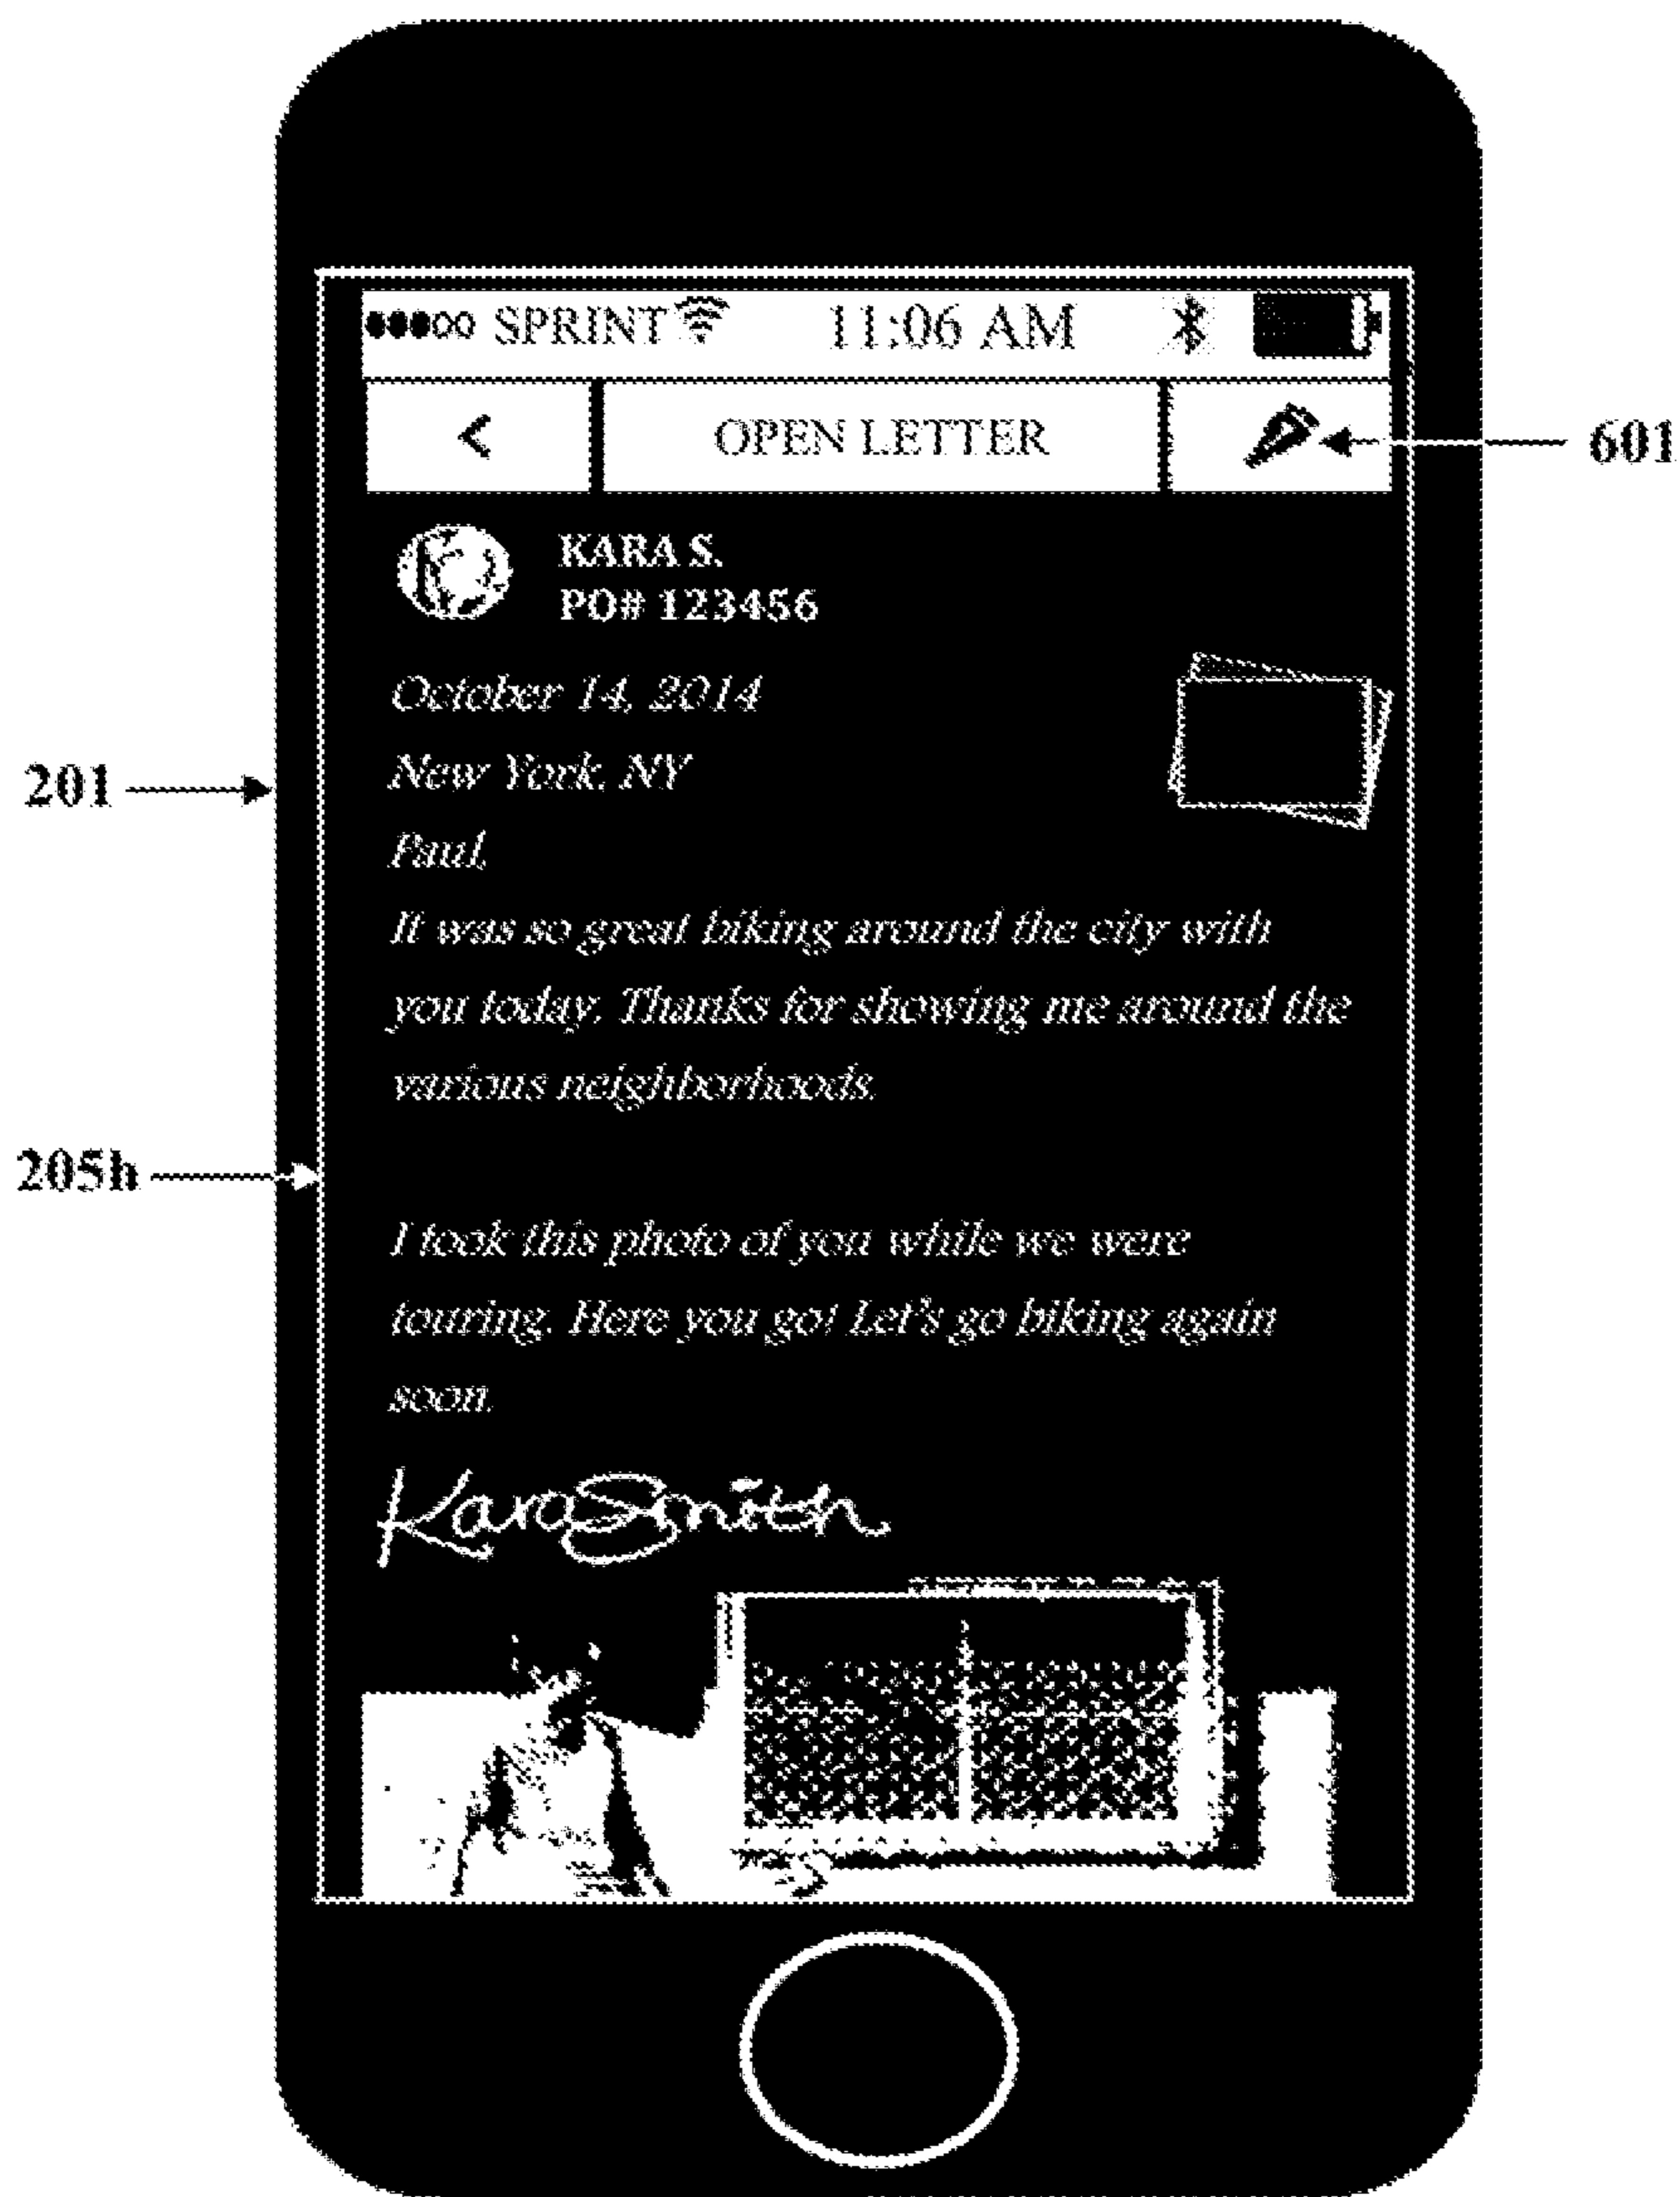 SPRINT 11:06 AM
< OPEN LETTER
601
KARA S.
PO# 123456
October 14, 2014
New York, NY
201
Paul,
It was so great biking around the city with
you today. Thanks for showing me around the
various neighborhoods.
205h
I took this photo of you while we were
touring. Here you go! Let's go biking again
soon.
Kara Smith